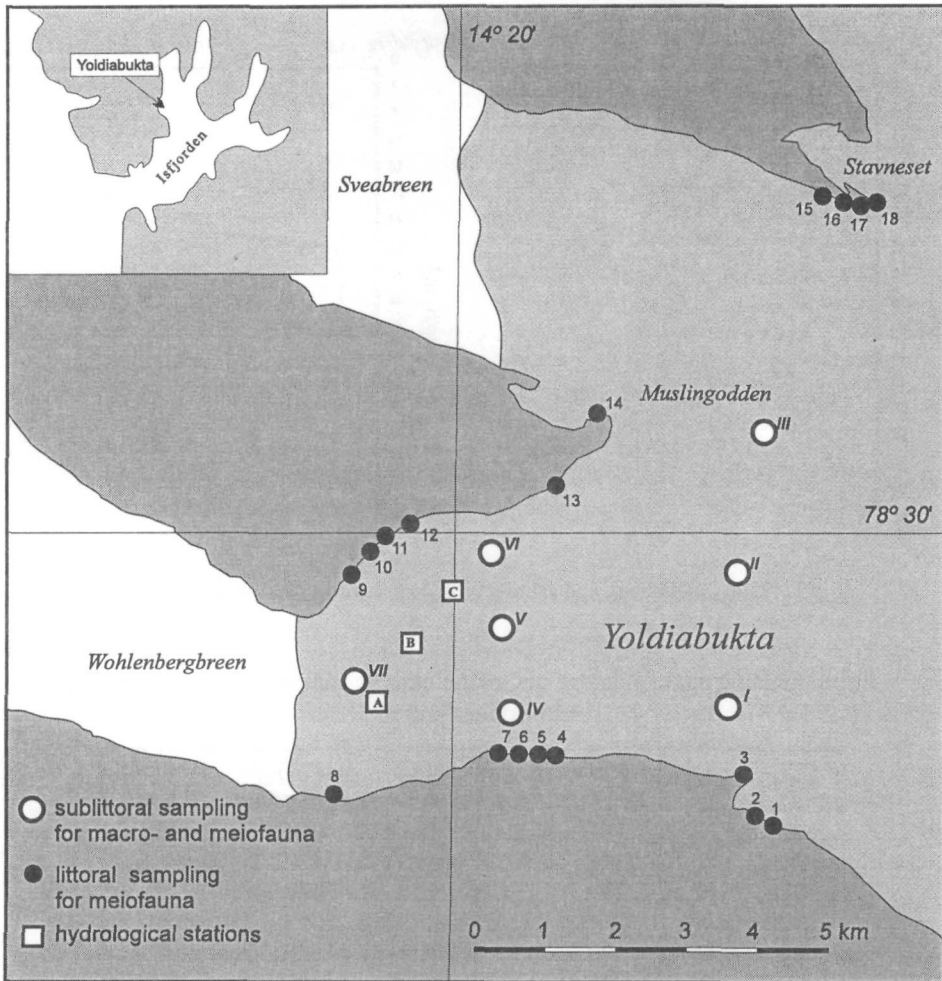 14° 20'
Yoldiabukta
Isfjorden
Sveabreen
Stavneset
15
16
17
18
Muslingodden
14
III
13
78° 30'
12
11
10
9
VI
II
C
V
Yoldiabukta
B
Wohlenbergbreen
VII
A
IV
I
7 6 5 4
3
8
2
1
sublittoral sampling
for macro- and meiofauna
littoral sampling
for meiofauna
hydrological stations
0 1 2 3 4 5 km